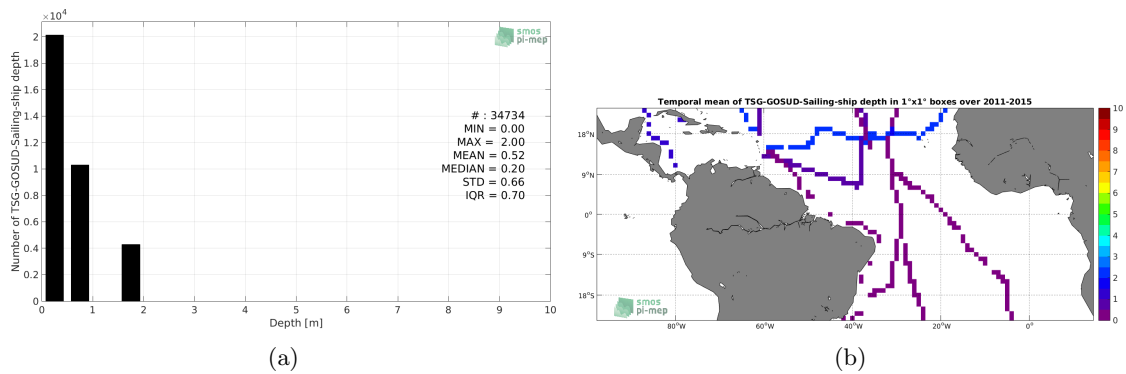 ×10⁴
2
1.8
1.6
1.4
1.2
1
0.8
0.6
0.4
0.2
0
Number of TSG-GOSUD-Sailing-ship depth
smos
pi-mep
# : 34734
MIN = 0.00
MAX = 2.00
MEAN = 0.52
MEDIAN = 0.20
STD = 0.66
IQR = 0.70
0 1 2 3 4 5 6 7 8 9 10
Depth [m]
(a)
Temporal mean of TSG-GOSUD-Sailing-ship depth in 1°x1° boxes over 2011-2015
18°N
9°N
0°
9°S
18°S
smos
pi-mep
80°W 60°W 40°W 20°W 0°
10
9
8
7
6
5
4
3
2
1
0
(b)